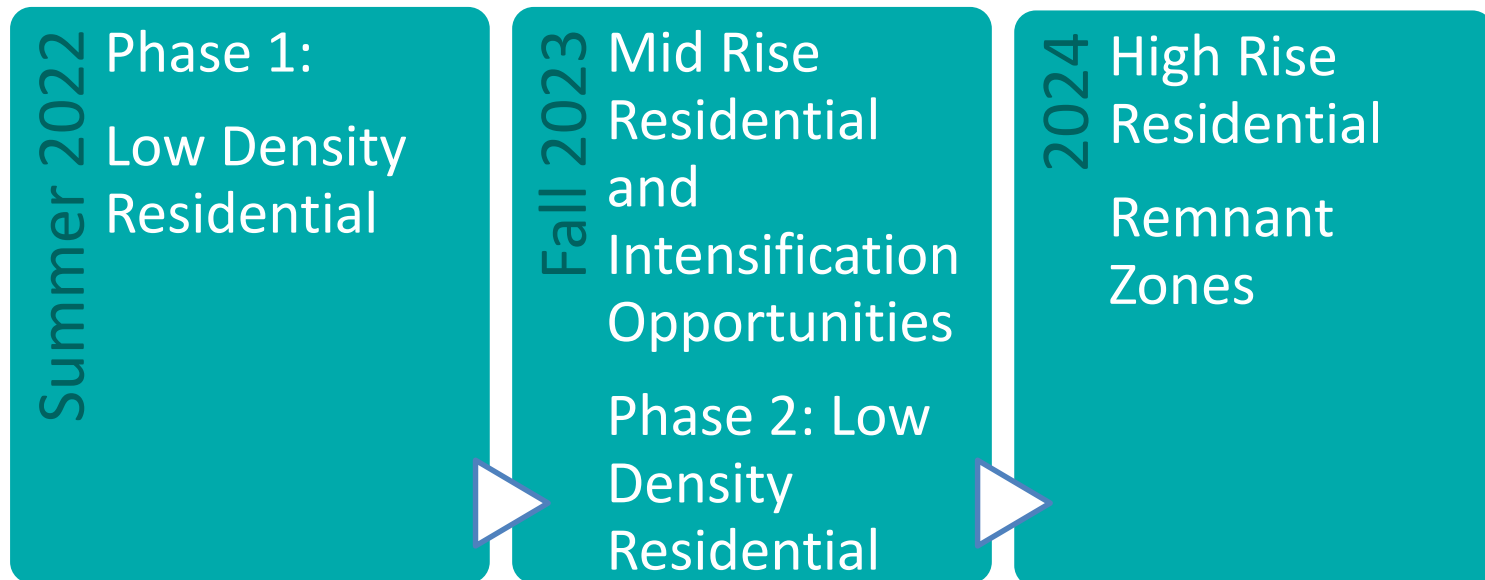 Summer 2022
Phase 1:
Low Density
Residential
Fall 2023
Mid Rise
Residential
and
Intensification
Opportunities
Phase 2: Low
Density
Residential
2024
High Rise
Residential
Remnant
Zones